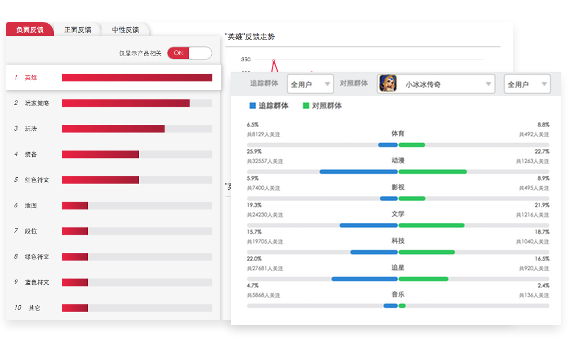 负面反馈 正面反馈 中性反馈
仅显示产品相关 ON
1 英雄
2 玩家策略
3 玩法
4 装备
5 红色符文
6 地图
7 段位
8 绿色符文
9 蓝色符文
10 其它
"英雄"反馈走势
350
追踪群体 全用户 对照群体 小冰冰传奇 全用户
追踪群体 对照群体
6.5% 8.8%
共8129人关注 体育 共492人关注
25.9% 22.7%
共32557人关注 动漫 共1263人关注
5.9% 8.9%
共7400人关注 影视 共495人关注
19.3% 21.9%
共24230人关注 文学 共1216人关注
15.7% 18.7%
共19705人关注 科技 共1040人关注
22.0% 16.5%
共27681人关注 追星 共920人关注
4.7% 2.4%
共5868人关注 音乐 共136人关注